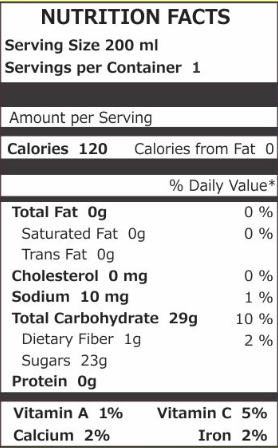 NUTRITION FACTS
Serving Size 200 ml
Servings per Container 1
Amount per Serving
Calories 120 Calories from Fat 0
% Daily Value*
Total Fat 0g 0 %
Saturated Fat 0g 0 %
Trans Fat 0g
Cholesterol 0 mg 0 %
Sodium 10 mg 1 %
Total Carbohydrate 29g 10 %
Dietary Fiber 1g 2 %
Sugars 23g
Protein 0g
Vitamin A 1% Vitamin C 5%
Calcium 2% Iron 2%